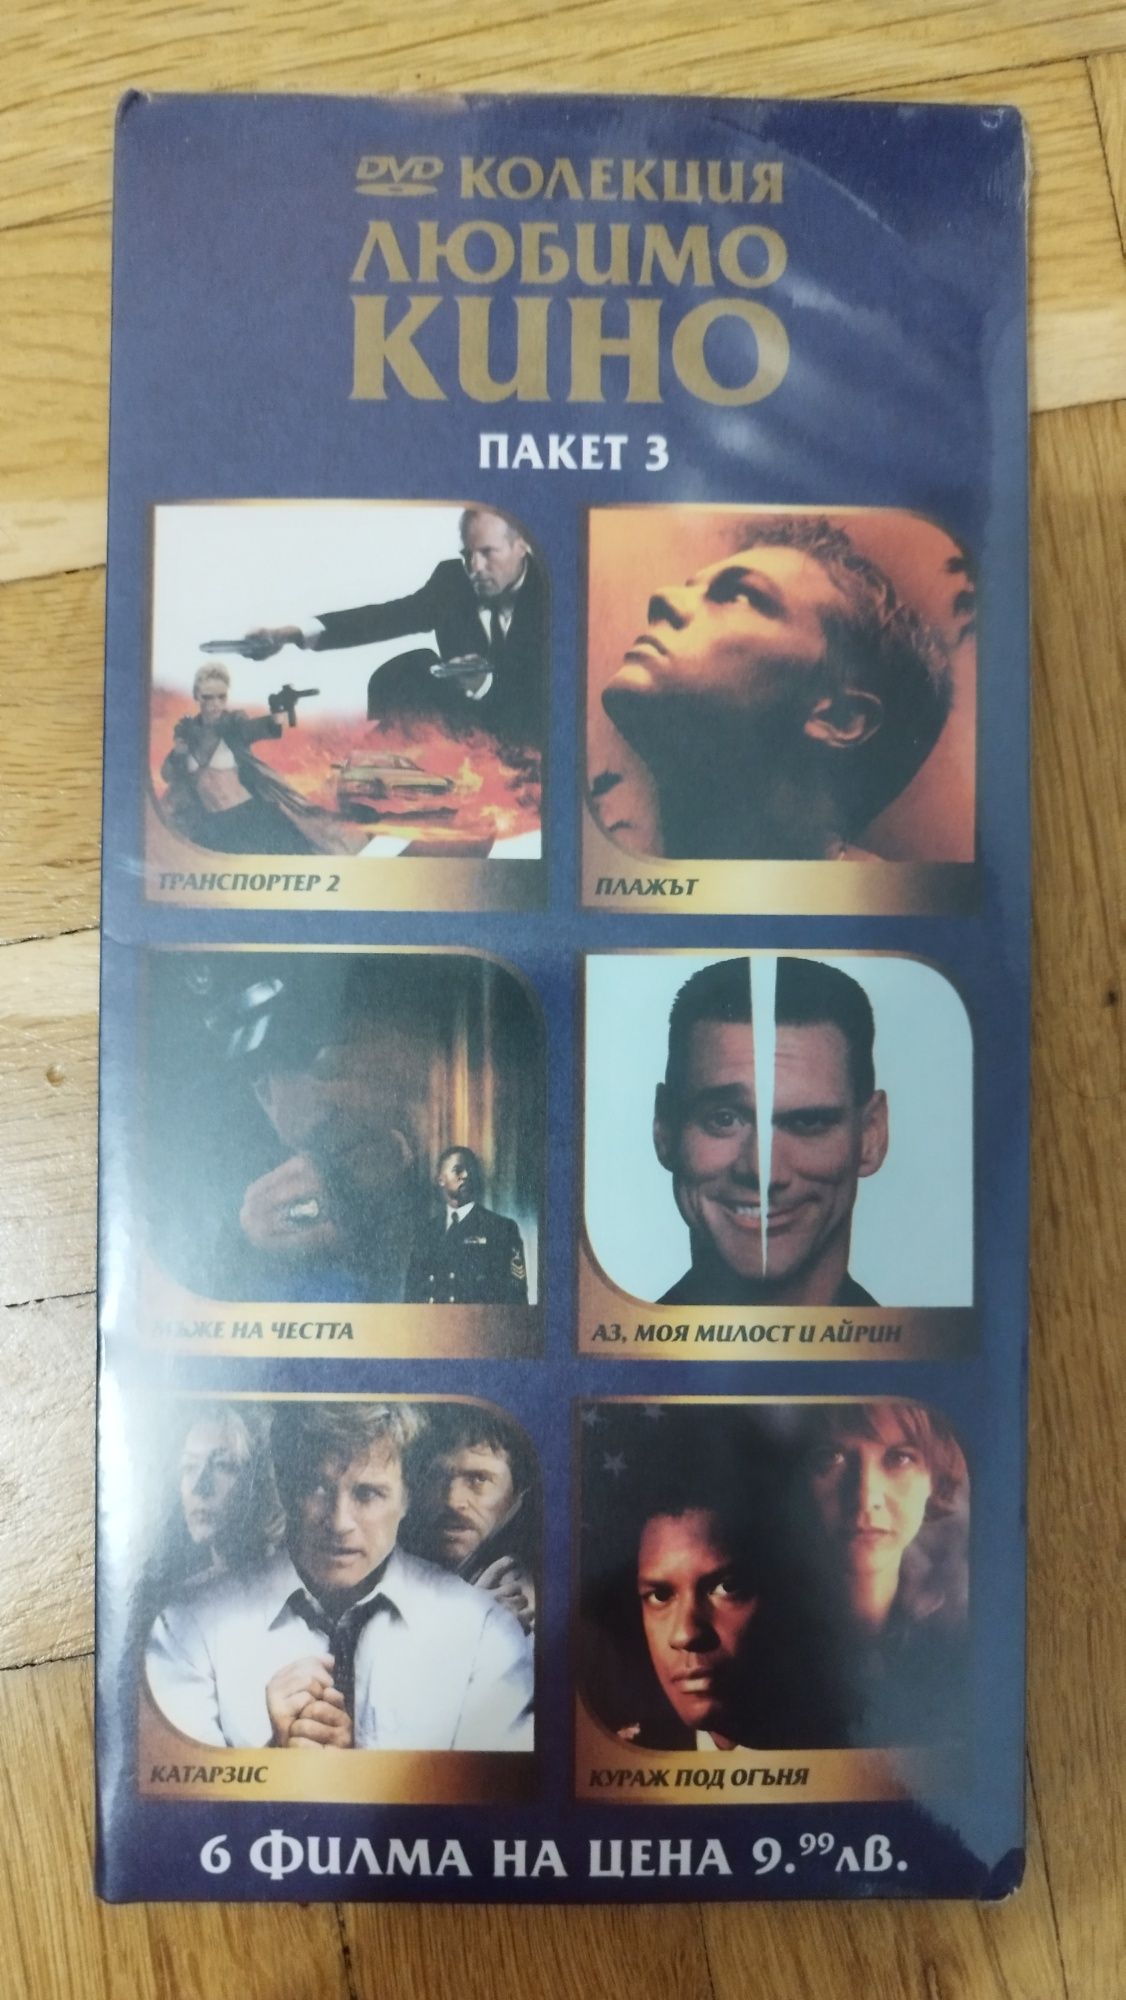 DVD КОЛЕКЦИЯ
ЛЮБИМО
КИНО
ПАКЕТ 3
ТРАНСПОРТЕР 2
ПЛАЖЪТ
МЪЖЕ НА ЧЕСТТА
АЗ, МОЯ МИЛОСТ И АЙРИН
КАТАРЗИС
КУРАЖ ПОД ОГЪНЯ
6 ФИЛМА НА ЦЕНА 9.99лв.